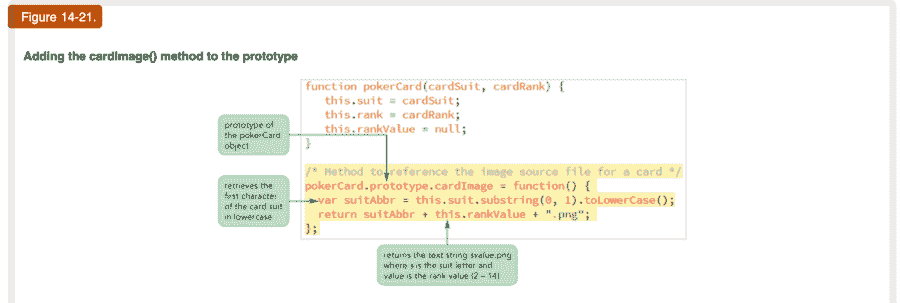 Figure 14-21.
Adding the cardImage() method to the prototype
function pokerCard(cardSuit, cardRank) {
this.suit = cardSuit;
this.rank = cardRank;
this.rankValue = null;
}
prototype of
the pokerCard
object
/* Method to reference the image source file for a card */
pokerCard.prototype.cardImage = function() {
var suitAbbr = this.suit.substring(0, 1).toLowerCase();
return suitAbbr + this.rankValue + ".png";
};
retrieves the
first character
of the card suit
in lowercase
returns the text string svalue.png
where s is the suit letter and
value is the rank value (2 – 14)